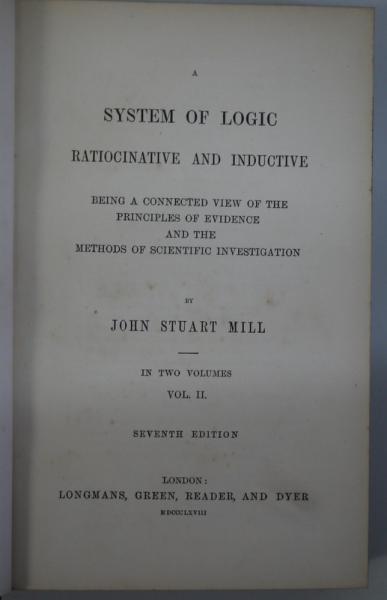 A
SYSTEM OF LOGIC
RATIOCINATIVE AND INDUCTIVE
BEING A CONNECTED VIEW OF THE
PRINCIPLES OF EVIDENCE
AND THE
METHODS OF SCIENTIFIC INVESTIGATION
BY
JOHN STUART MILL
IN TWO VOLUMES
VOL. II.
SEVENTH EDITION
LONDON:
LONGMANS, GREEN, READER, AND DYER
MDCCCLXVIII